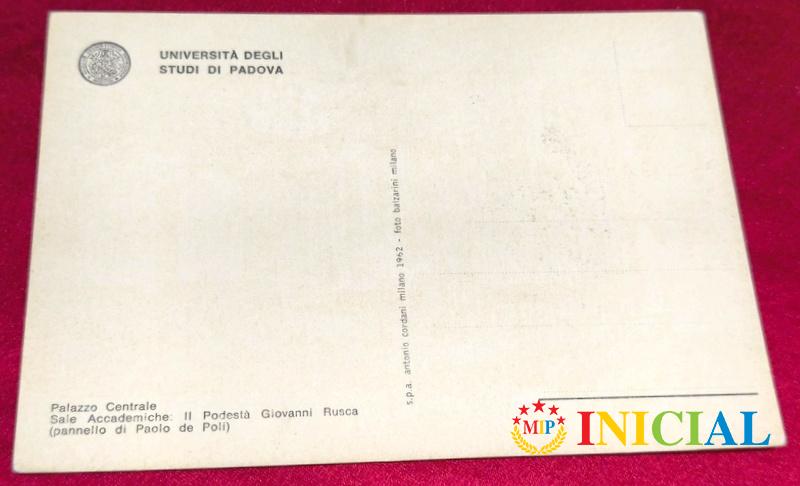 UNIVERSITÀ DEGLI
STUDI DI PADOVA
s.p.a. antonio cordani milano 1962 - foto balzarini milano
Palazzo Centrale
Sale Accademiche: Il Podestà Giovanni Rusca
(pannello di Paolo de Poli)
MIP
INICIAL